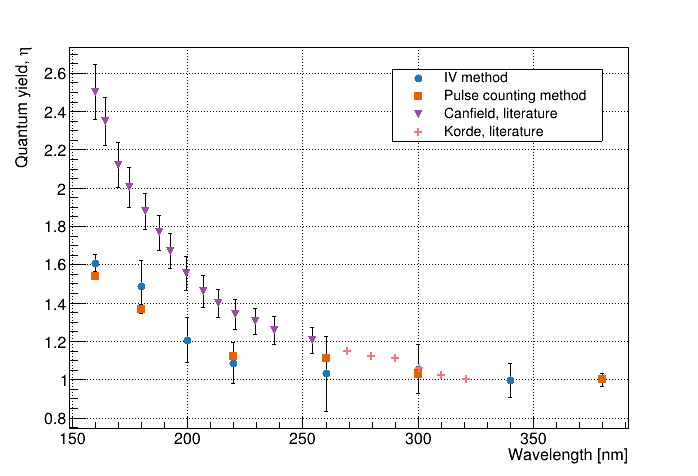 Quantum yield, η
2.6
2.4
2.2
2
1.8
1.6
1.4
1.2
1
0.8
IV method
Pulse counting method
Canfield, literature
Korde, literature
150 200 250 300 350
Wavelength [nm]